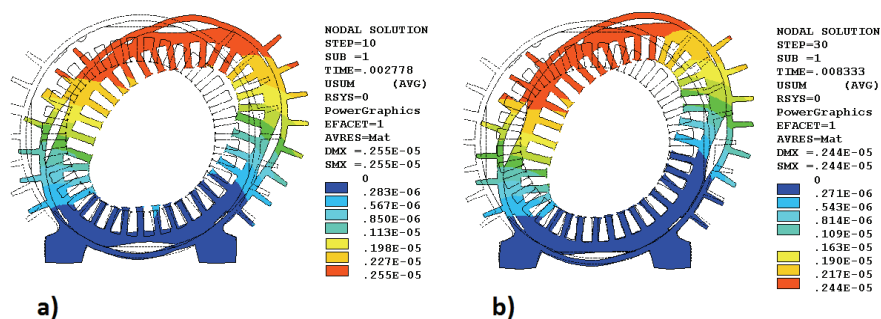 NODAL SOLUTION
STEP=10
SUB =1
TIME=.002778
USUM (AVG)
RSYS=0
PowerGraphics
EFACET=1
AVRES=Mat
DMX =.255E-05
SMX =.255E-05
0
.283E-06
.567E-06
.850E-06
.113E-05
.198E-05
.227E-05
.255E-05
a)
NODAL SOLUTION
STEP=30
SUB =1
TIME=.008333
USUM (AVG)
RSYS=0
PowerGraphics
EFACET=1
AVRES=Mat
DMX =.244E-05
SMX =.244E-05
0
.271E-06
.543E-06
.814E-06
.109E-05
.163E-05
.190E-05
.217E-05
.244E-05
b)